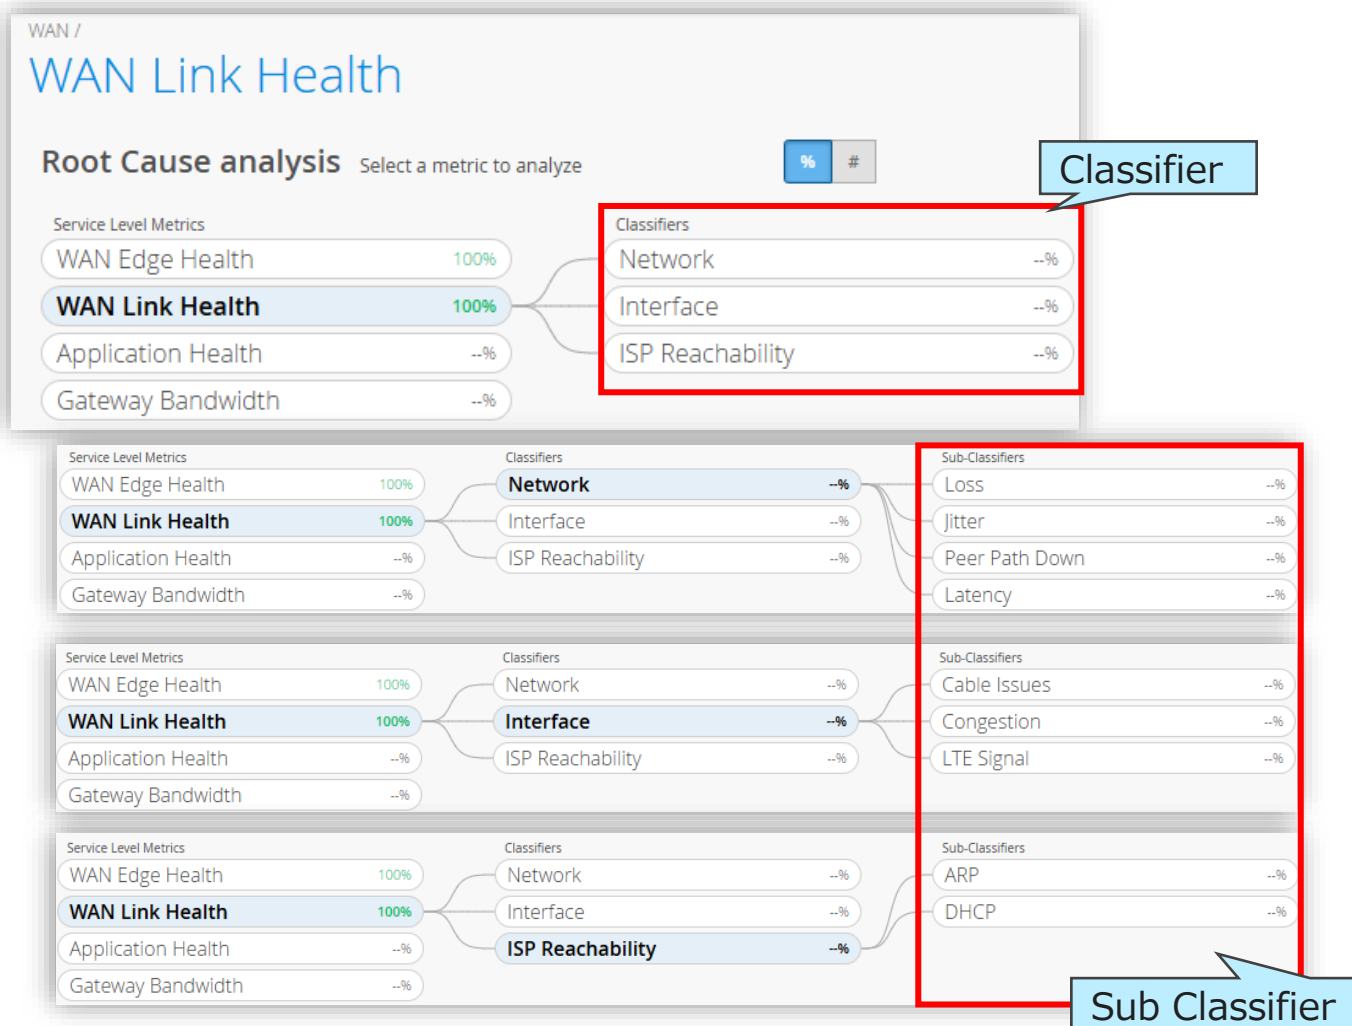 WAN /
WAN Link Health
Root Cause analysis Select a metric to analyze % #
Classifier
Service Level Metrics Classifiers
WAN Edge Health 100% Network --%
WAN Link Health 100% Interface --%
Application Health --% ISP Reachability --%
Gateway Bandwidth --%
Service Level Metrics Classifiers Sub-Classifiers
WAN Edge Health 100% Network --% Loss --%
WAN Link Health 100% Interface --% Jitter --%
Application Health --% ISP Reachability --% Peer Path Down --%
Gateway Bandwidth --% Latency --%
Service Level Metrics Classifiers Sub-Classifiers
WAN Edge Health 100% Network --% Cable Issues --%
WAN Link Health 100% Interface --% Congestion --%
Application Health --% ISP Reachability --% LTE Signal --%
Gateway Bandwidth --%
Service Level Metrics Classifiers Sub-Classifiers
WAN Edge Health 100% Network --% ARP --%
WAN Link Health 100% Interface --% DHCP --%
Application Health --% ISP Reachability --%
Gateway Bandwidth --%
Sub Classifier